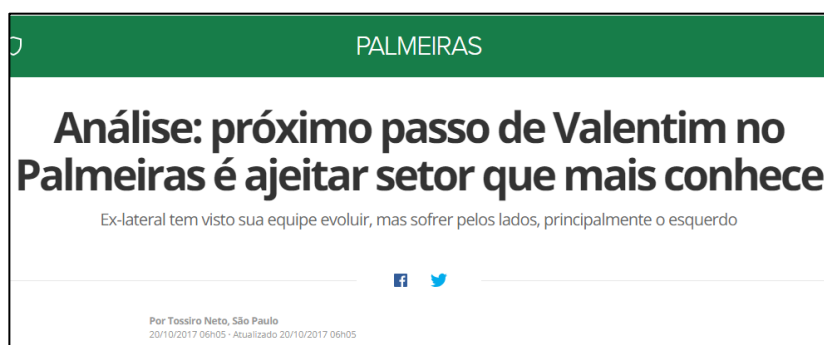 PALMEIRAS
Análise: próximo passo de Valentim no
Palmeiras é ajeitar setor que mais conhece
Ex-lateral tem visto sua equipe evoluir, mas sofrer pelos lados, principalmente o esquerdo
Por Tossiro Neto, São Paulo
20/10/2017 06h05 - Atualizado 20/10/2017 06h05